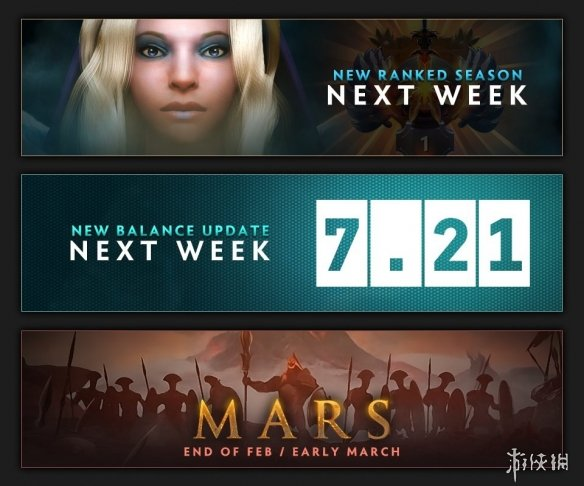 NEW RANKED SEASON
NEXT WEEK
1
NEW BALANCE UPDATE
NEXT WEEK
7.21
MARS
END OF FEB / EARLY MARCH
游侠网